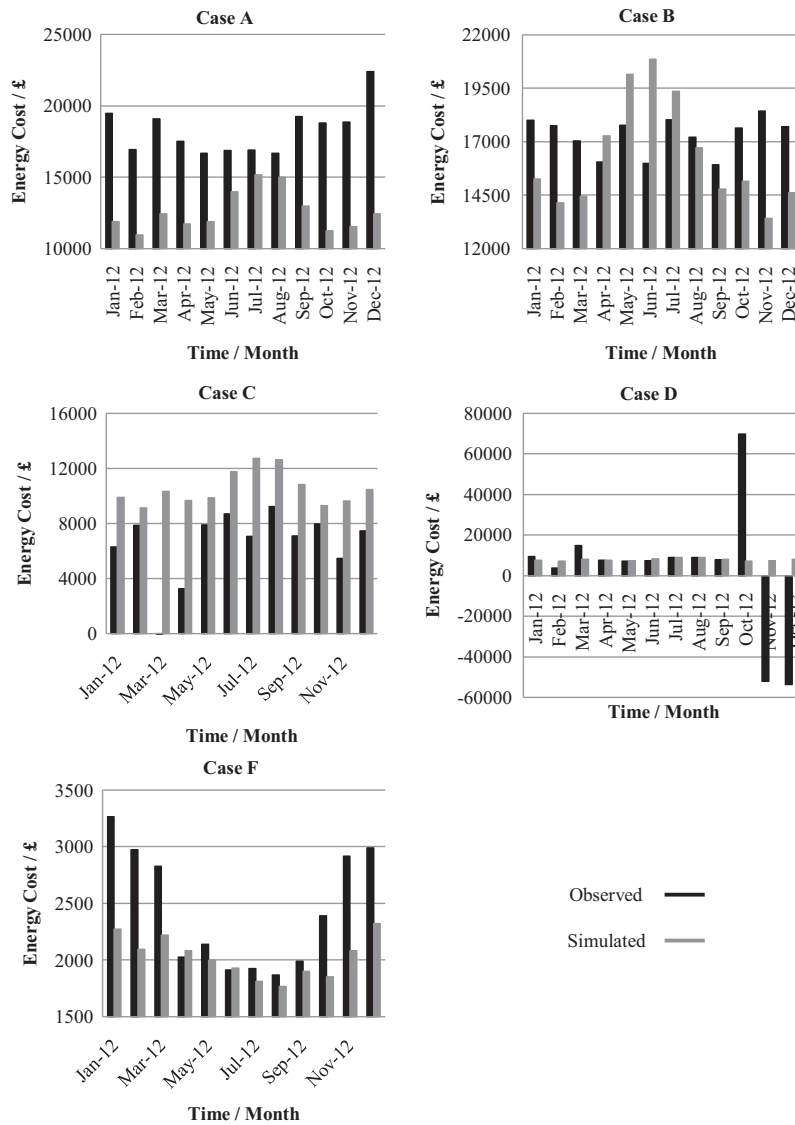 Case A
Energy Cost / £
25000
20000
15000
10000
Jan-12
Feb-12
Mar-12
Apr-12
May-12
Jun-12
Jul-12
Aug-12
Sep-12
Oct-12
Nov-12
Dec-12
Time / Month
Case B
Energy Cost / £
22000
19500
17000
14500
12000
Jan-12
Feb-12
Mar-12
Apr-12
May-12
Jun-12
Jul-12
Aug-12
Sep-12
Oct-12
Nov-12
Dec-12
Time / Month
Case C
Energy Cost / £
16000
12000
8000
4000
0
Jan-12
Mar-12
May-12
Jul-12
Sep-12
Nov-12
Time / Month
Case D
Energy Cost / £
80000
60000
40000
20000
0
-20000
-40000
-60000
Jan-12
Feb-12
Mar-12
Apr-12
May-12
Jun-12
Jul-12
Aug-12
Sep-12
Oct-12
Nov-12
Time / Month
Case F
Energy Cost / £
3500
3000
2500
2000
1500
Jan-12
Mar-12
May-12
Jul-12
Sep-12
Nov-12
Time / Month
Observed
Simulated